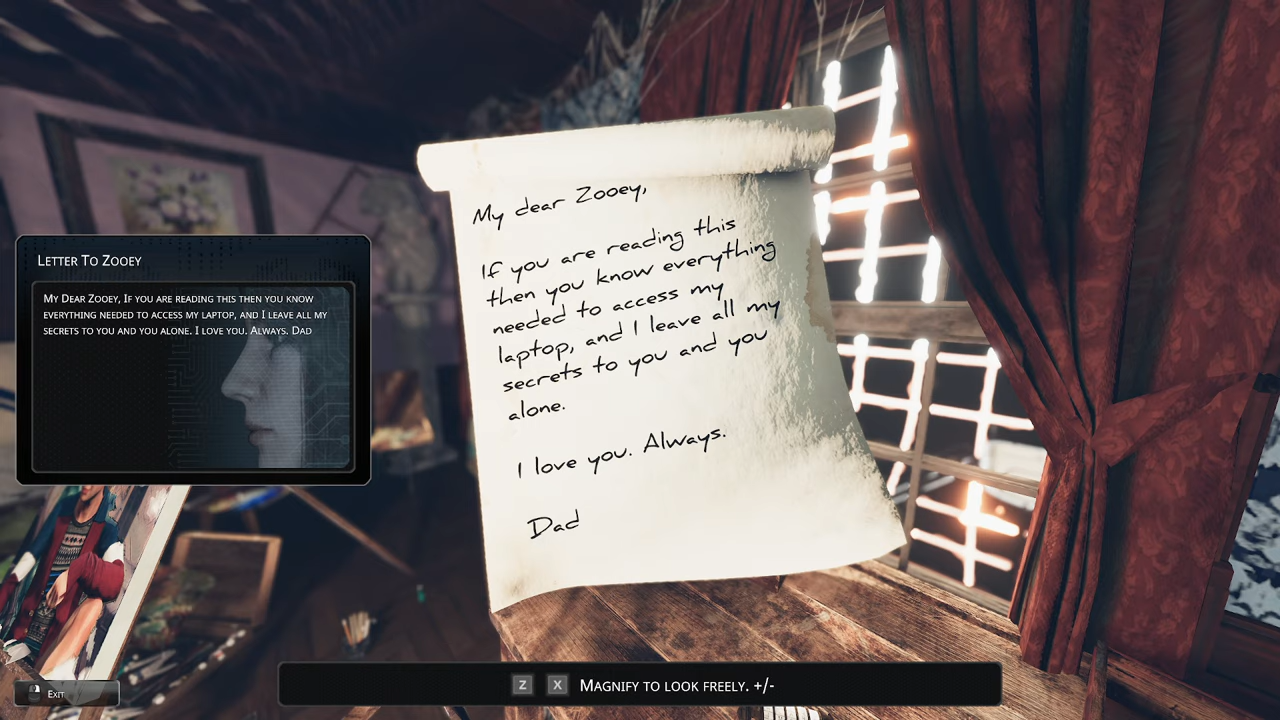 My dear Zooey,
If you are reading this
then you know everything
needed to access my
laptop, and I leave all my
secrets to you and you
alone.
I love you. Always.
Dad
Letter To Zooey
My Dear Zooey, If you are reading this then you know
everything needed to access my laptop, and I leave all my
secrets to you and you alone. I love you. Always. Dad
Exit
Z X Magnify to look freely. +/-